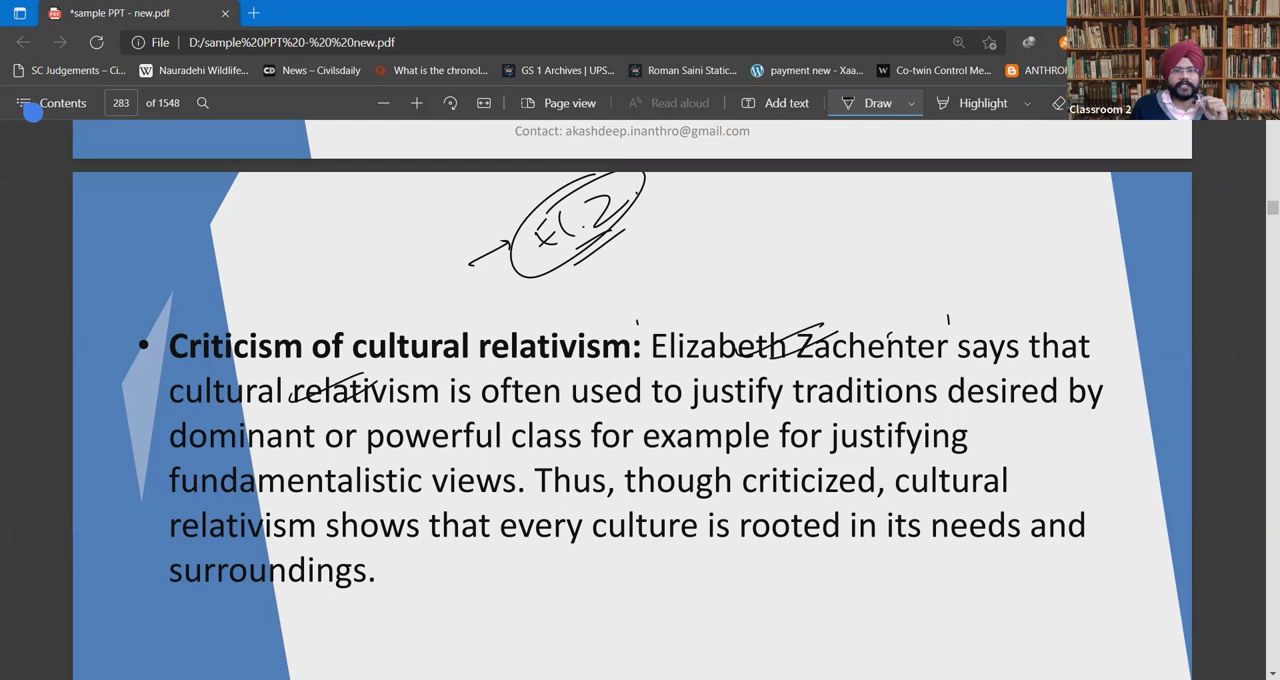 *sample PPT - new.pdf
File D:/sample%20PPT%20-%20%20new.pdf
SC Judgements – Ci... Nauradehi Wildlife... News – Civilsdaily What is the chronol... GS 1 Archives | UPS... Roman Saini Static... payment new - Xaa... Co-twin Control Me... ANTHRO
Contents 283 of 1548 Page view Read aloud Add text Draw Highlight
Classroom 2
Contact: akashdeep.inanthro@gmail.com
• Criticism of cultural relativism: Elizabeth Zachenter says that
cultural relativism is often used to justify traditions desired by
dominant or powerful class for example for justifying
fundamentalistic views. Thus, though criticized, cultural
relativism shows that every culture is rooted in its needs and
surroundings.